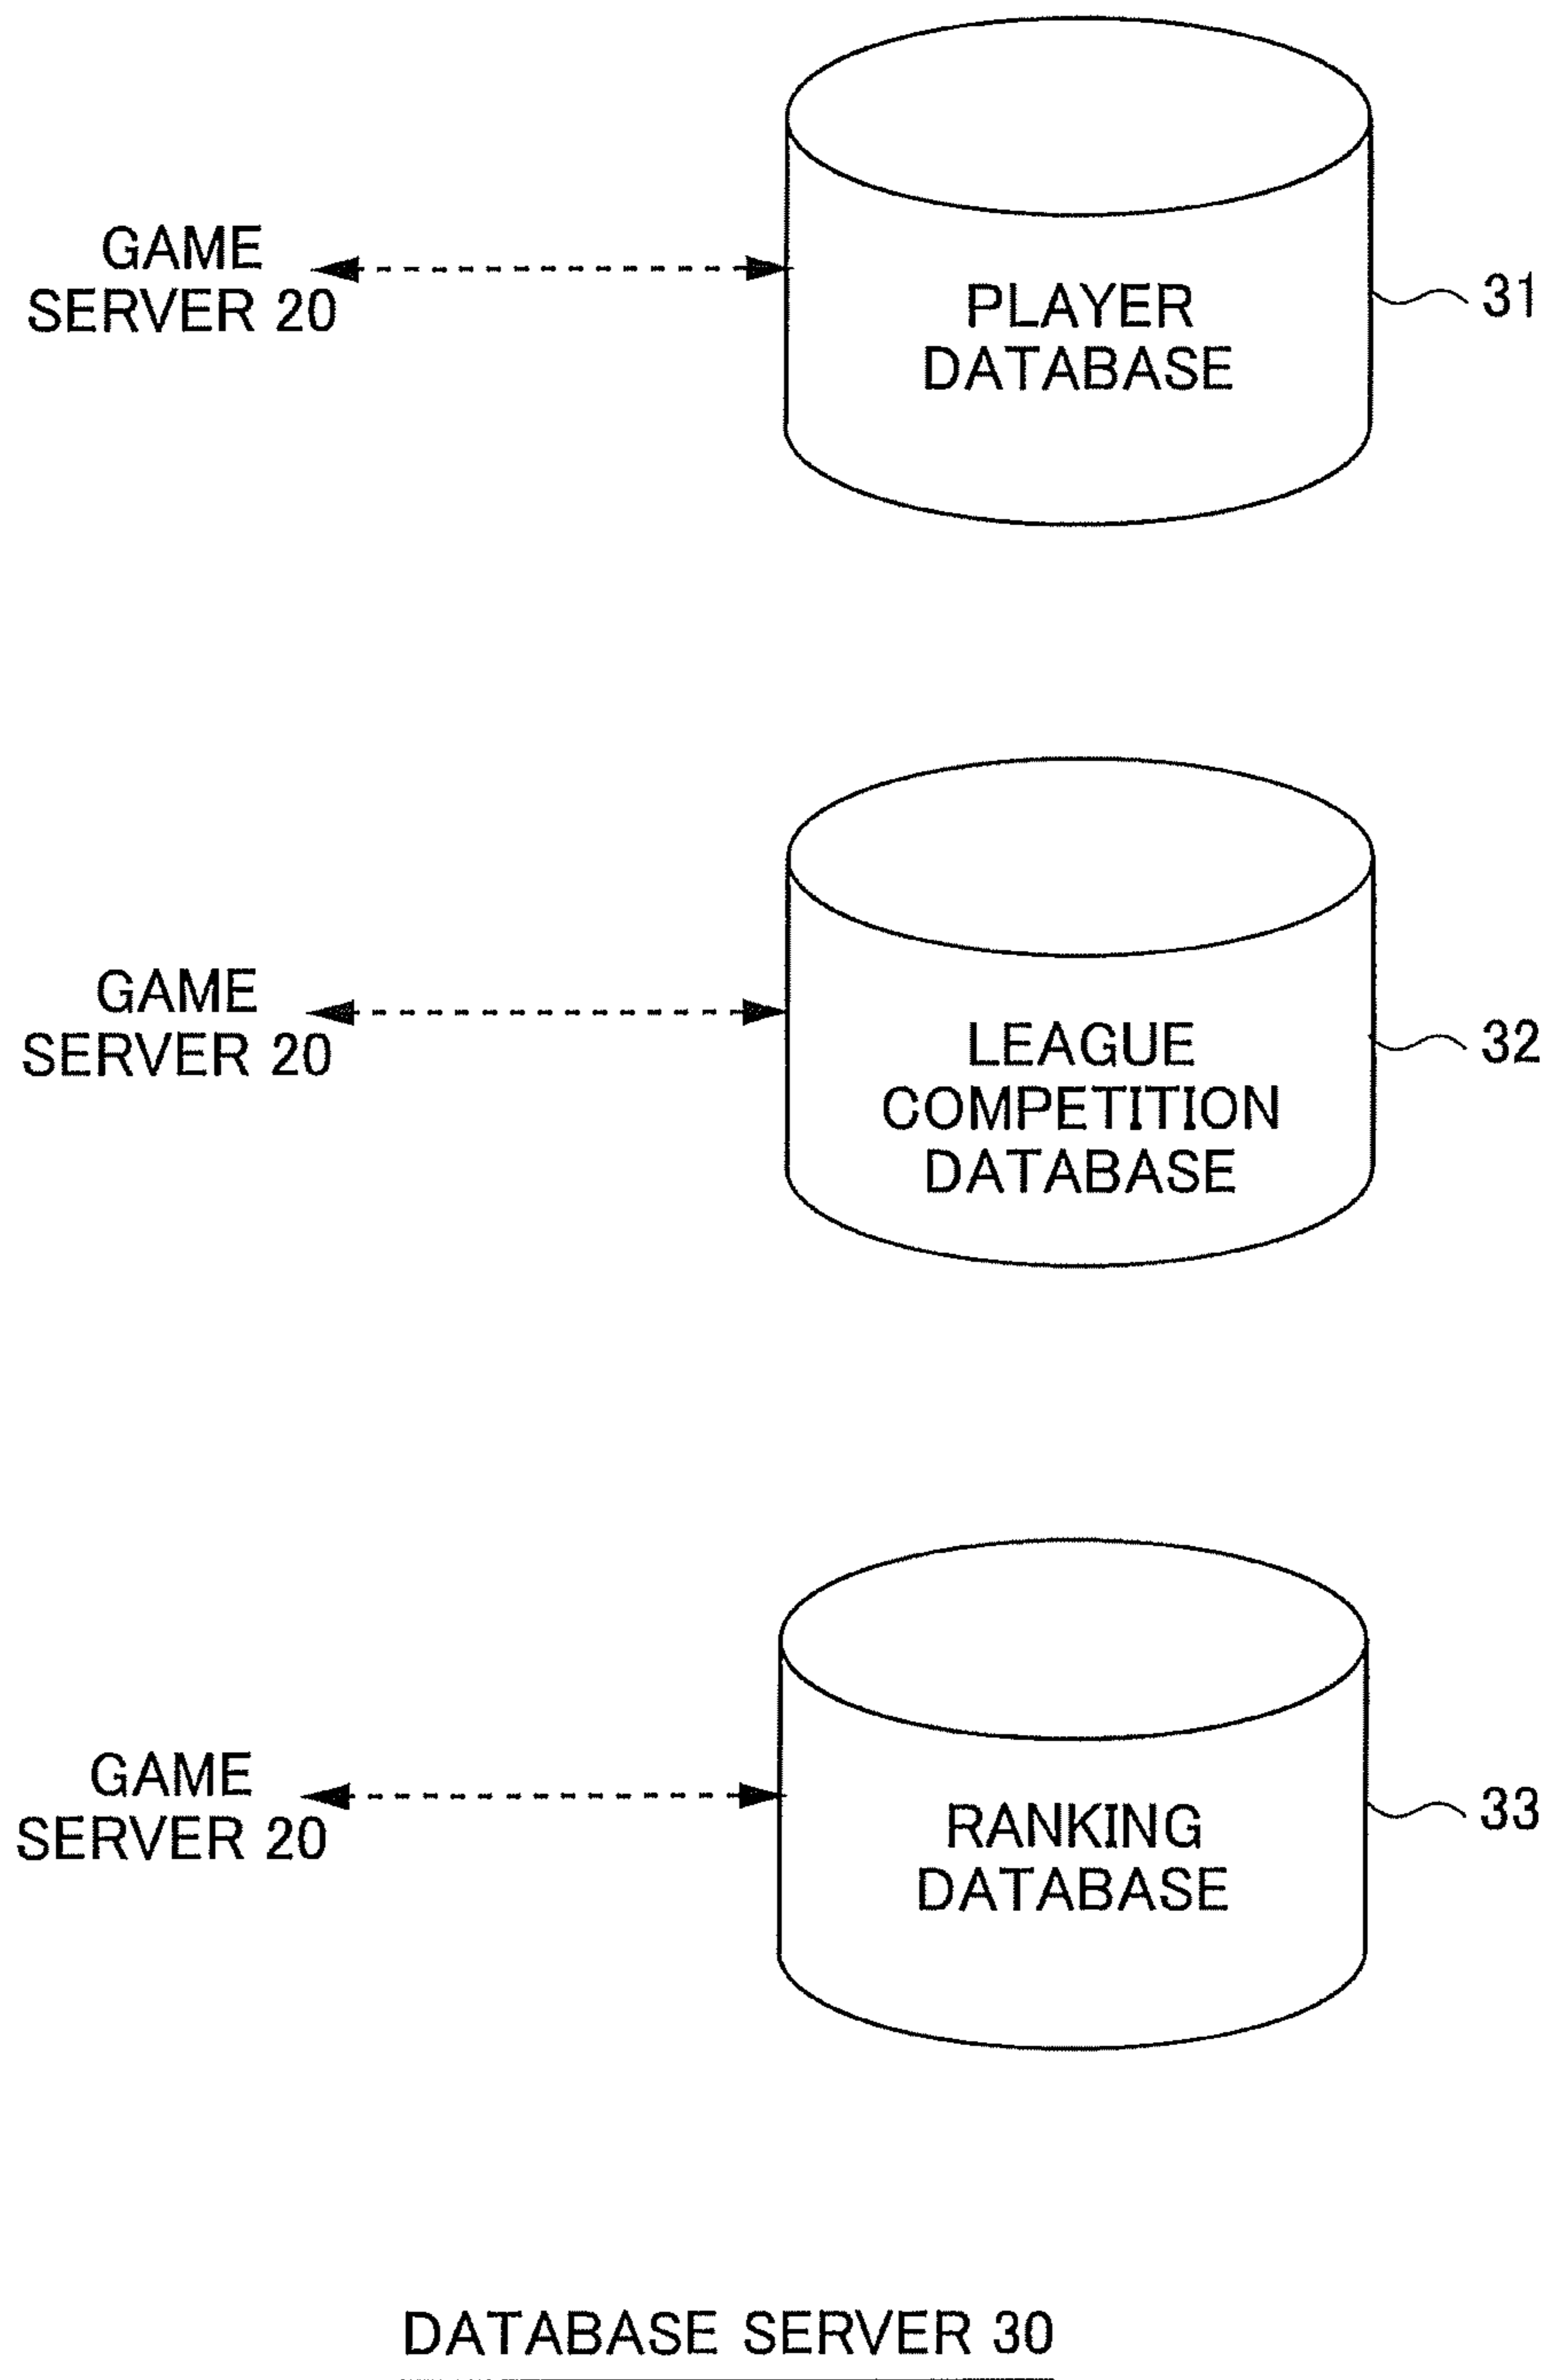 GAME
SERVER 20
PLAYER
DATABASE
31
GAME
SERVER 20
LEAGUE
COMPETITION
DATABASE
32
GAME
SERVER 20
RANKING
DATABASE
33
DATABASE SERVER 30